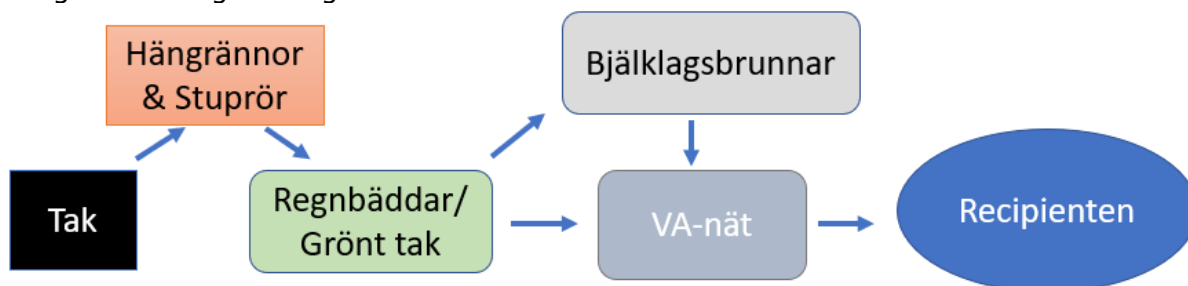 Hängrännor
& Stuprör
Bjälklagsbrunnar
Tak
Regnbäddar/
Grönt tak
VA-nät
Recipienten